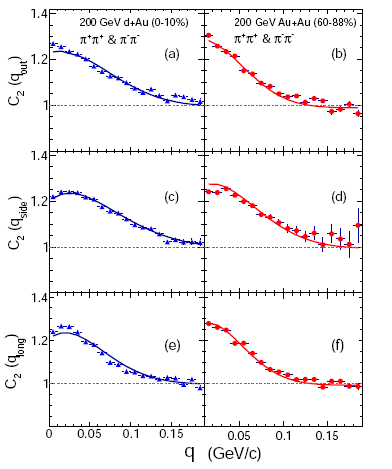 200 GeV d+Au (0-10%) 200 GeV Au+Au (60-88%)
π⁺π⁺ & π⁻π⁻ π⁺π⁺ & π⁻π⁻
(a) (b)
1.4
1.2
1
C₂ (q_out)
(c) (d)
1.4
1.2
1
C₂ (q_side)
(e) (f)
1.4
1.2
1
C₂ (q_long)
0 0.05 0.1 0.15 0.05 0.1 0.15
q (GeV/c)